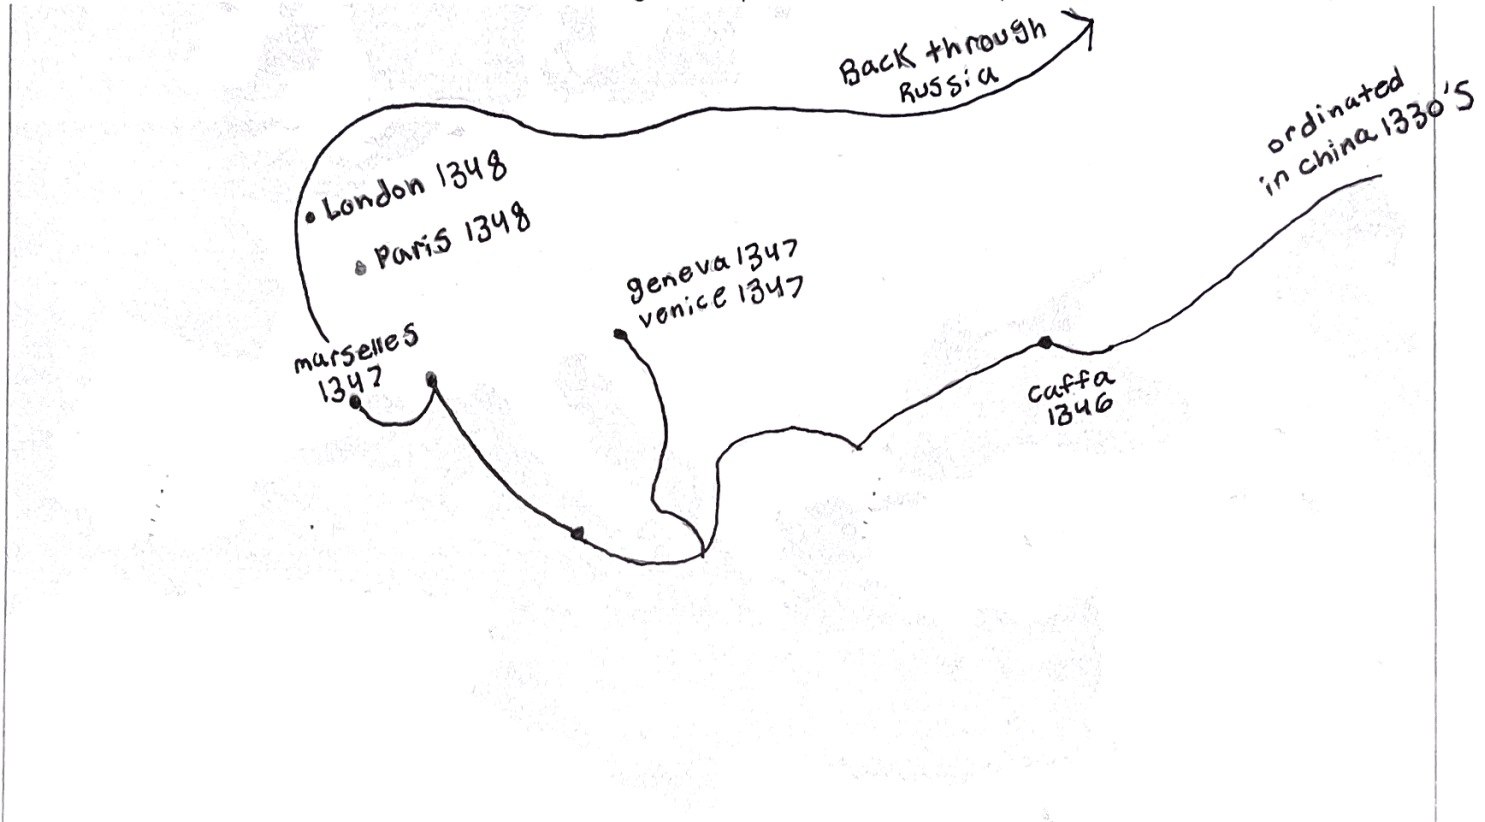 Back through
Russia
ordinated
in china 1330's
London 1348
Paris 1348
geneva 1347
venice 1347
marselles
1347
caffa
1346